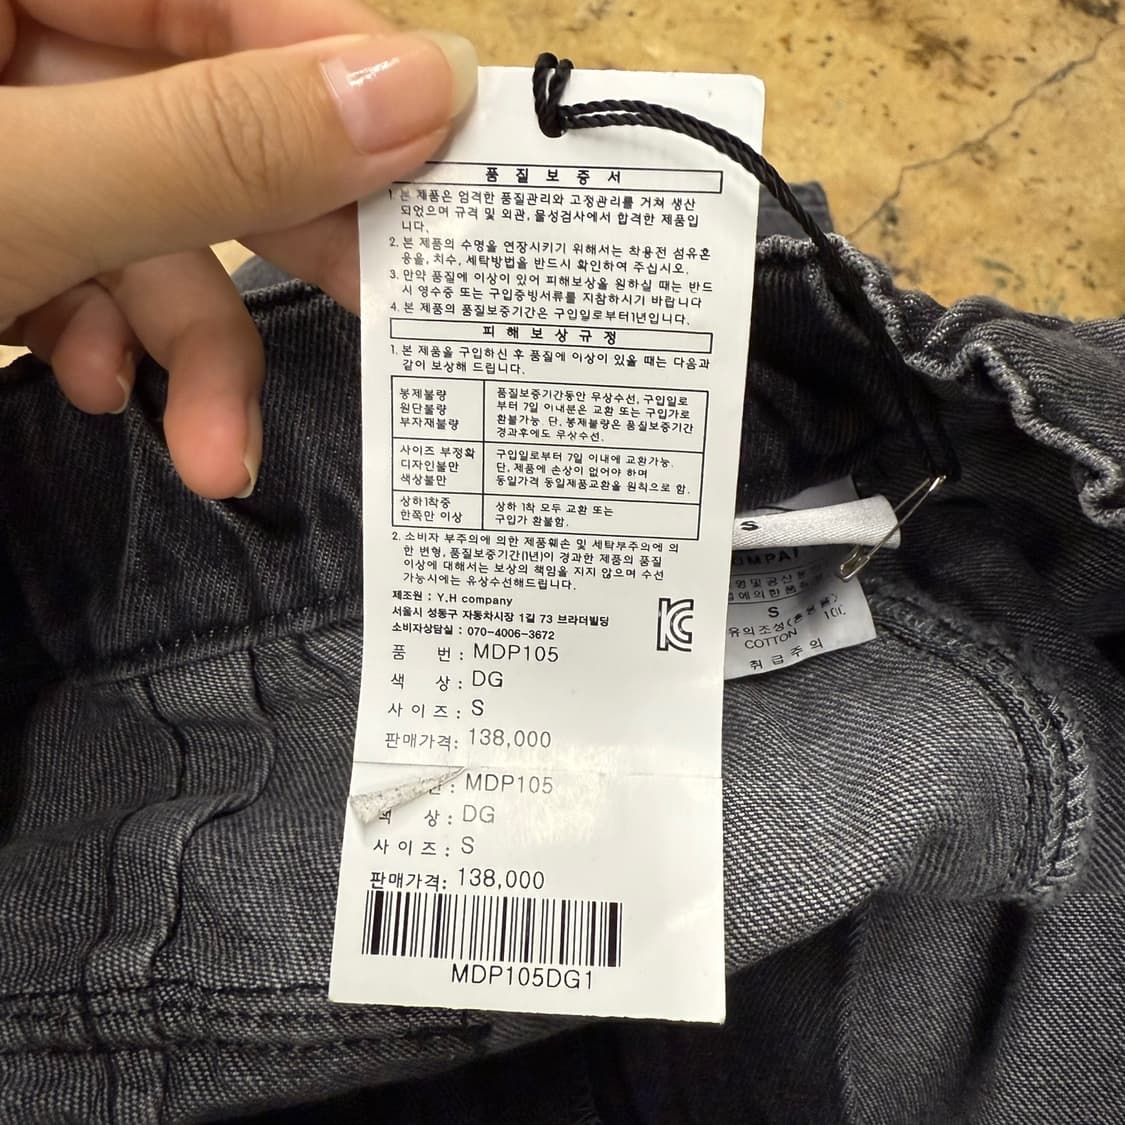 품 질 보 증 서
1. 본 제품은 엄격한 품질관리와 고정관리를 거쳐 생산
되었으며 규격 및 외관, 물성검사에서 합격한 제품입
니다.
2. 본 제품의 수명을 연장시키기 위해서는 착용전 섬유혼
용율, 치수, 세탁방법을 반드시 확인하여 주십시오.
3. 만약 품질에 이상이 있어 피해보상을 원하실 때는 반드
시 영수증 또는 구입증빙서류를 지참하시기 바랍니다
4. 본 제품의 품질보증기간은 구입일로부터1년입니다.
피 해 보 상 규 정
1. 본 제품을 구입하신 후 품질에 이상이 있을 때는 다음과
같이 보상해 드립니다.
봉제불량
원단불량
부자재불량
품질보증기간동안 무상수선, 구입일로
부터 7일 이내분은 교환 또는 구입가로
환불가능. 단, 봉제불량은 품질보증기간
경과후에도 무상수선.
사이즈 부정확
디자인불만
색상불만
구입일로부터 7일 이내에 교환가능.
단, 제품에 손상이 없어야 하며
동일가격 동일제품교환을 원칙으로 함.
상하1착중
한쪽만 이상
상하 1착 모두 교환 또는
구입가 환불함.
2. 소비자 부주의에 의한 제품훼손 및 세탁부주의에 의
한 변형, 품질보증기간(1년)이 경과한 제품의 품질
이상에 대해서는 보상의 책임을 지지 않으며 수선
가능시에는 유상수선해드립니다.
제조원 : Y.H company
서울시 성동구 자동차시장 1길 73 브라더빌딩
소비자상담실 : 070-4006-3672
품 번 : MDP105
색 상 : DG
사 이 즈 : S
판매가격: 138,000
: MDP105
상 : DG
사 이 즈 : S
판매가격: 138,000
MDP105DG1
S
S
COTTON 100
취 급 주 의